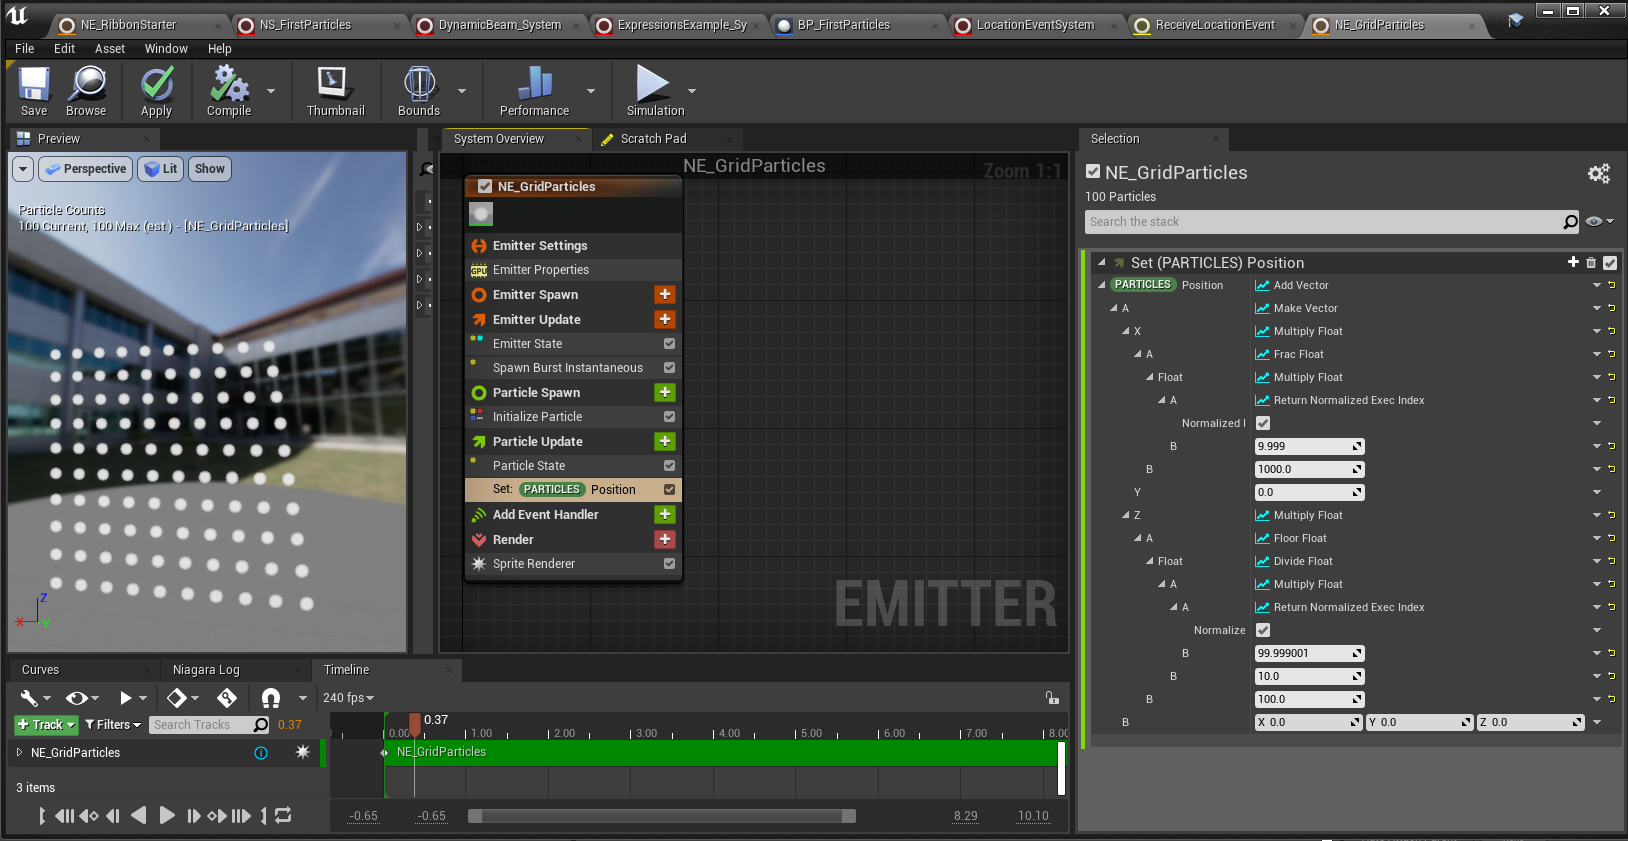 NE_RibbonStarter NS_FirstParticles DynamicBeam_System ExpressionsExample_Sy BP_FirstParticles LocationEventSystem ReceiveLocationEvent NE_GridParticles
File Edit Asset Window Help
Save Browse Apply Compile Thumbnail Bounds Performance Simulation
Preview
Perspective Lit Show
Particle Counts
100 Current, 100 Max (est.) - [NE_GridParticles]
Z
X Y
System Overview Scratch Pad
NE_GridParticles Zoom 1:1
NE_GridParticles
Emitter Settings
GPU Emitter Properties
Emitter Spawn
Emitter Update
Emitter State
Spawn Burst Instantaneous
Particle Spawn
Initialize Particle
Particle Update
Particle State
Set: PARTICLES Position
Add Event Handler
Render
Sprite Renderer
EMITTER
Selection
NE_GridParticles
100 Particles
Search the stack
Set (PARTICLES) Position
PARTICLES Position Add Vector
A Make Vector
X Multiply Float
A Frac Float
Float Multiply Float
A Return Normalized Exec Index
Normalized I
B 9.999
B 1000.0
Y 0.0
Z Multiply Float
A Floor Float
Float Divide Float
A Multiply Float
A Return Normalized Exec Index
Normalize
B 99.999001
B 10.0
B 100.0
B X 0.0 Y 0.0 Z 0.0
Curves Niagara Log Timeline
240 fps
+ Track Filters Search Tracks 0.37
0.37
0.00 1.00 2.00 3.00 4.00 5.00 6.00 7.00 8.00
NE_GridParticles
NE_GridParticles
3 items
-0.65 -0.65 8.29 10.10